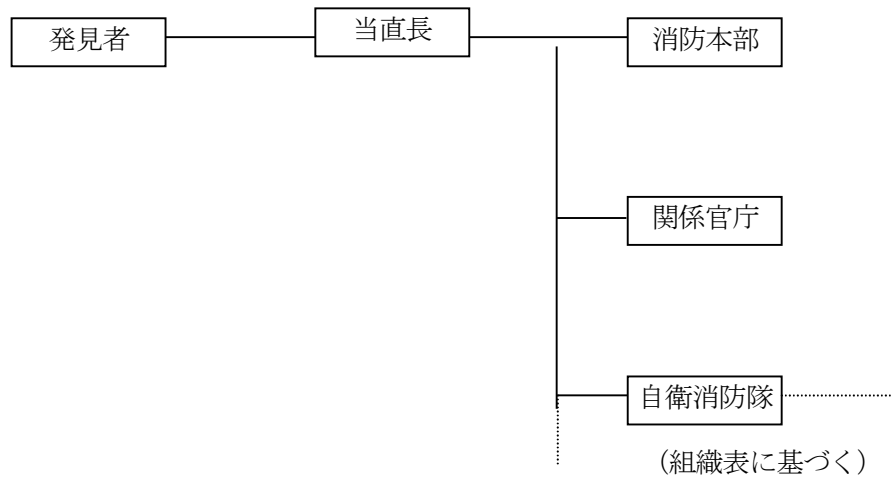 発見者
当直長
消防本部
関係官庁
自衛消防隊
（組織表に基づく）